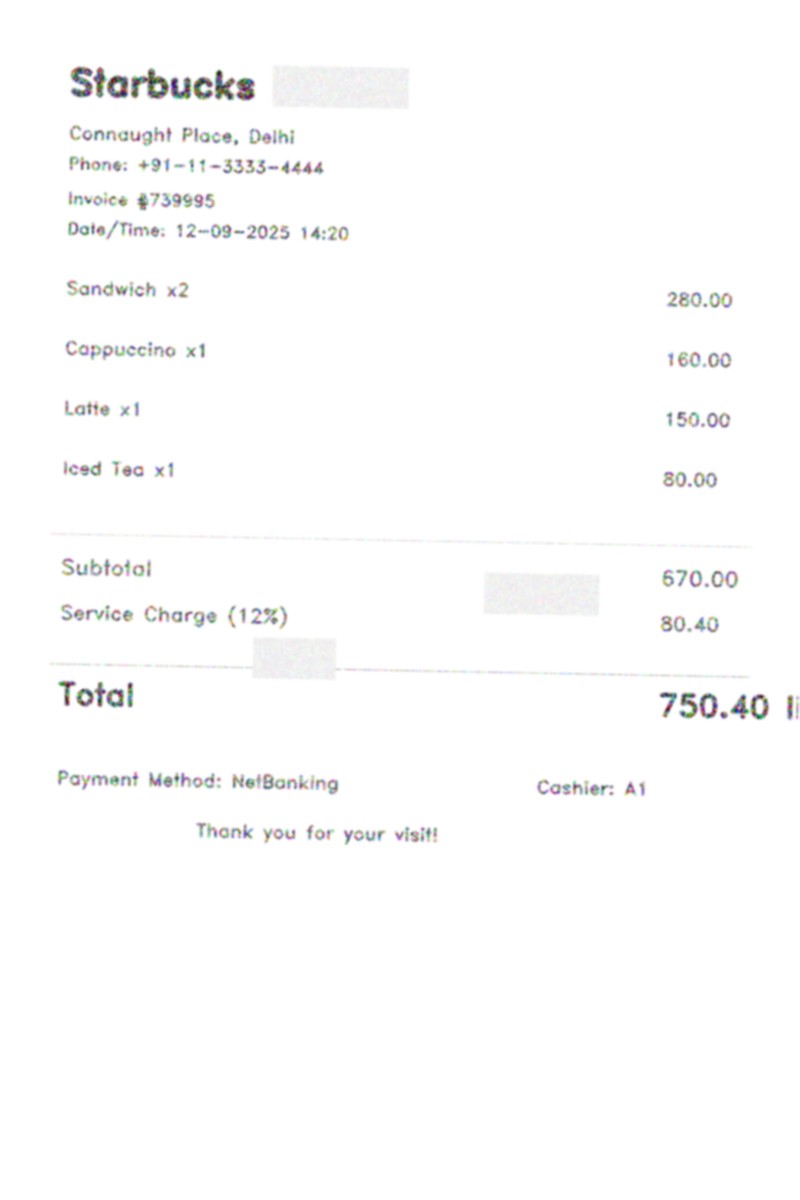 Starbucks
Connaught Place, Delhi
Phone: +91-11-3333-4444
Invoice #739995
Date/Time: 12-09-2025 14:20
Sandwich x2 280.00
Cappuccino x1 160.00
Latte x1 150.00
Iced Tea x1 80.00
Subtotal 670.00
Service Charge (12%) 80.40
Total 750.40
Payment Method: NetBanking Cashier: A1
Thank you for your visit!